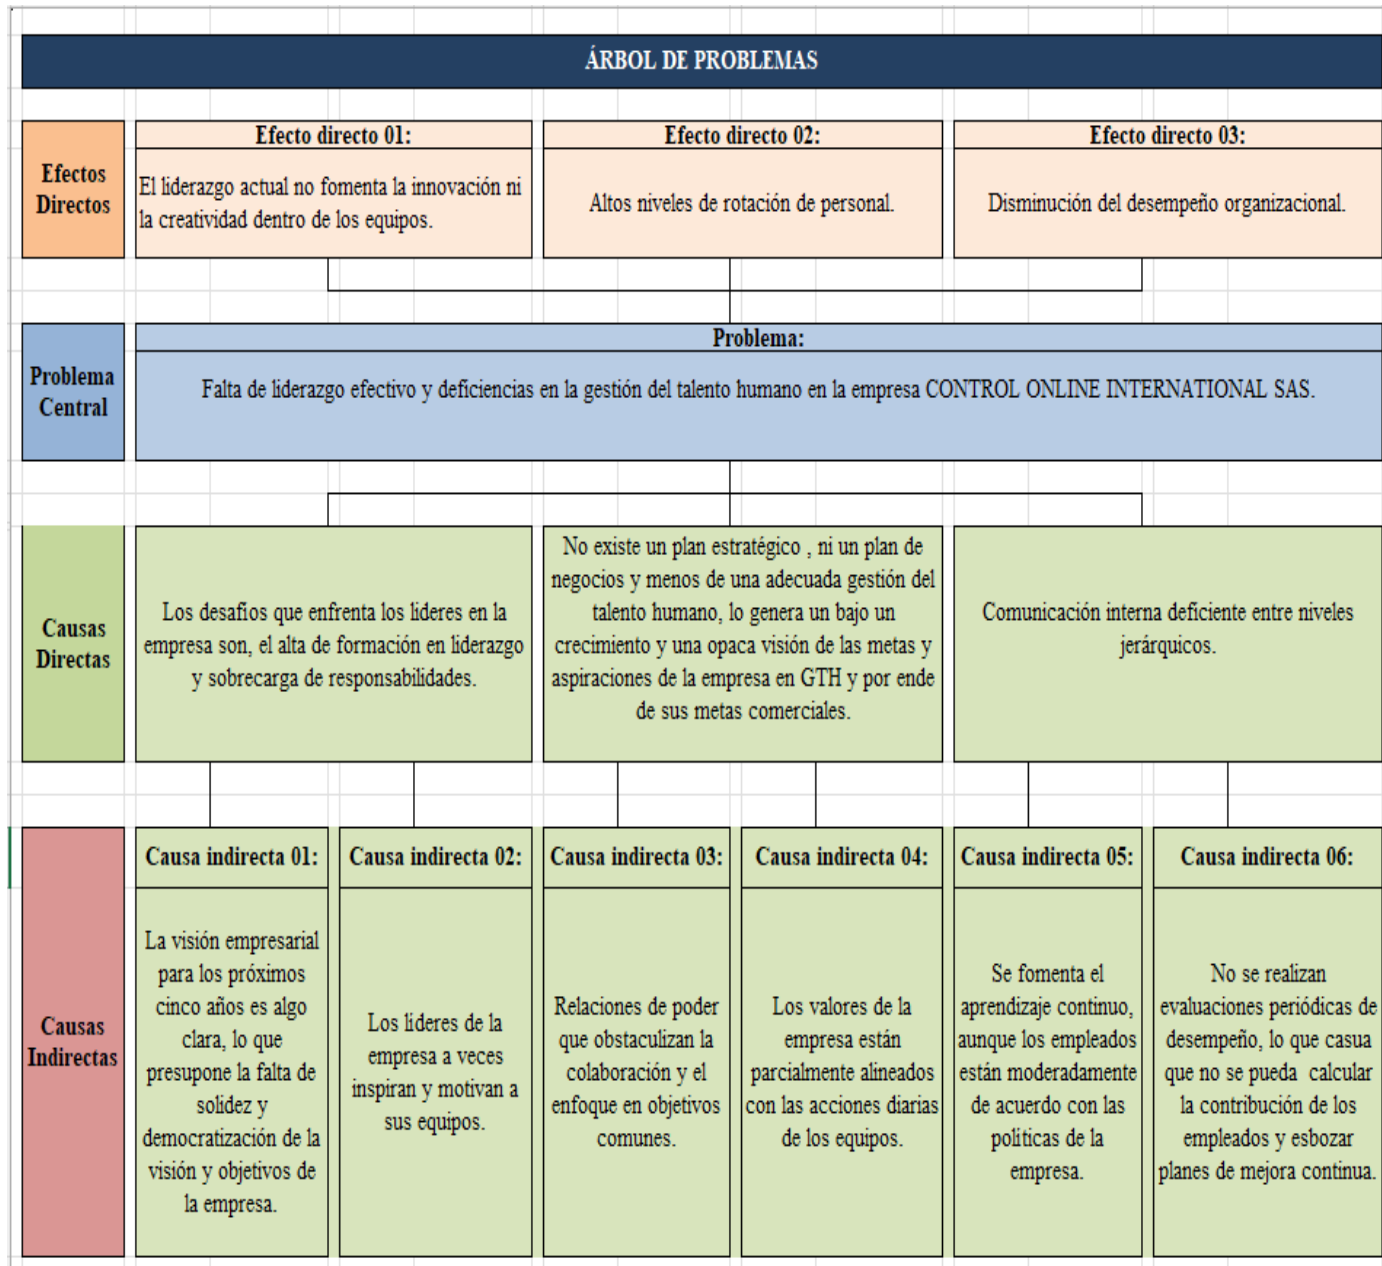 ÁRBOL DE PROBLEMAS
Efectos
Directos
Efecto directo 01:
El liderazgo actual no fomenta la innovación ni
la creatividad dentro de los equipos.
Efecto directo 02:
Altos niveles de rotación de personal.
Efecto directo 03:
Disminución del desempeño organizacional.
Problema
Central
Problema:
Falta de liderazgo efectivo y deficiencias en la gestión del talento humano en la empresa CONTROL ONLINE INTERNATIONAL SAS.
Causas
Directas
Los desafíos que enfrenta los líderes en la
empresa son, el alta de formación en liderazgo
y sobrecarga de responsabilidades.
No existe un plan estratégico , ni un plan de
negocios y menos de una adecuada gestión del
talento humano, lo genera un bajo un
crecimiento y una opaca visión de las metas y
aspiraciones de la empresa en GTH y por ende
de sus metas comerciales.
Comunicación interna deficiente entre niveles
jerárquicos.
Causas
Indirectas
Causa indirecta 01:
La visión empresarial
para los próximos
cinco años es algo
clara, lo que
presupone la falta de
solidez y
democratización de la
visión y objetivos de
la empresa.
Causa indirecta 02:
Los líderes de la
empresa a veces
inspiran y motivan a
sus equipos.
Causa indirecta 03:
Relaciones de poder
que obstaculizan la
colaboración y el
enfoque en objetivos
comunes.
Causa indirecta 04:
Los valores de la
empresa están
parcialmente alineados
con las acciones diarias
de los equipos.
Causa indirecta 05:
Se fomenta el
aprendizaje continuo,
aunque los empleados
están moderadamente
de acuerdo con las
políticas de la
empresa.
Causa indirecta 06:
No se realizan
evaluaciones periódicas de
desempeño, lo que casua
que no se pueda  calcular
la contribución de los
empleados y esbozar
planes de mejora continua.